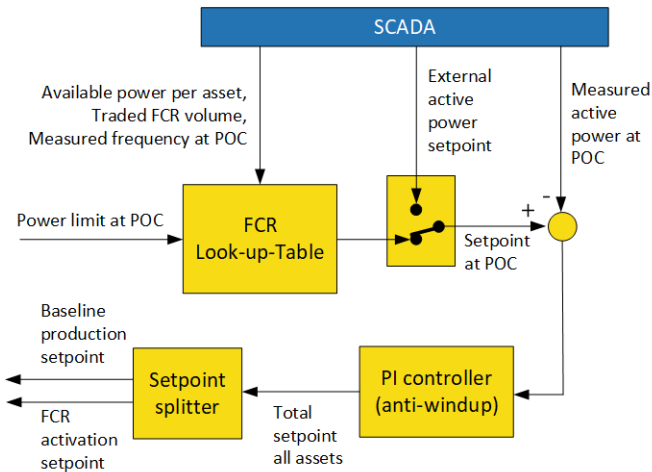 SCADA
Available power per asset,
Traded FCR volume,
Measured frequency at POC
External
active
power
setpoint
Measured
active
power at
POC
Power limit at POC
FCR
Look-up-Table
+
-
Setpoint
at POC
Baseline
production
setpoint
Setpoint
splitter
PI controller
(anti-windup)
FCR
activation
setpoint
Total
setpoint
all assets